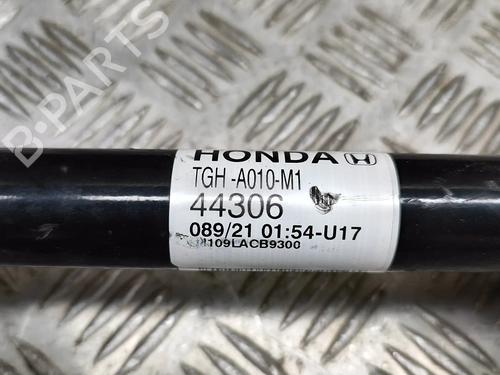 HONDA
TGH -A010-M1
44306
089/21 01:54-U17
109LACB9300
B-PARTS